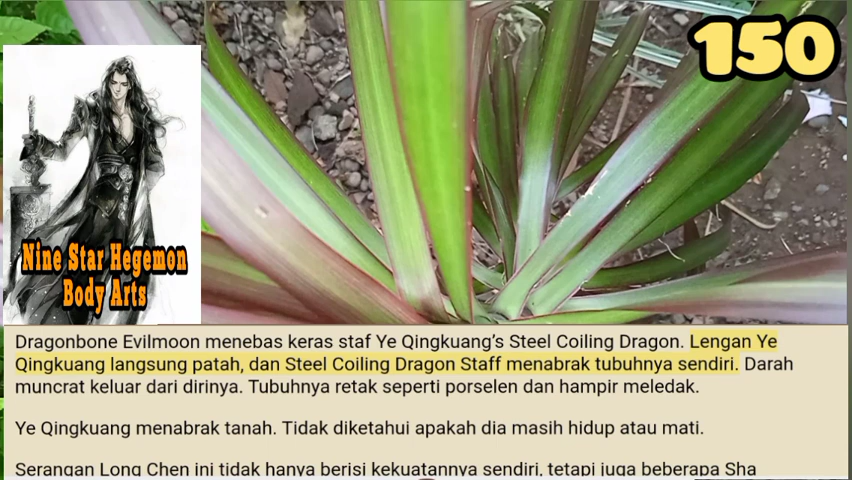 150
Nine Star Hegemon
Body Arts
Dragonbone Evilmoon menebas keras staf Ye Qingkuang’s Steel Coiling Dragon. Lengan Ye
Qingkuang langsung patah, dan Steel Coiling Dragon Staff menabrak tubuhnya sendiri. Darah
muncrat keluar dari dirinya. Tubuhnya retak seperti porselen dan hampir meledak.
Ye Qingkuang menabrak tanah. Tidak diketahui apakah dia masih hidup atau mati.
Serangan Long Chen ini tidak hanya berisi kekuatannya sendiri, tetapi juga beberapa Sha